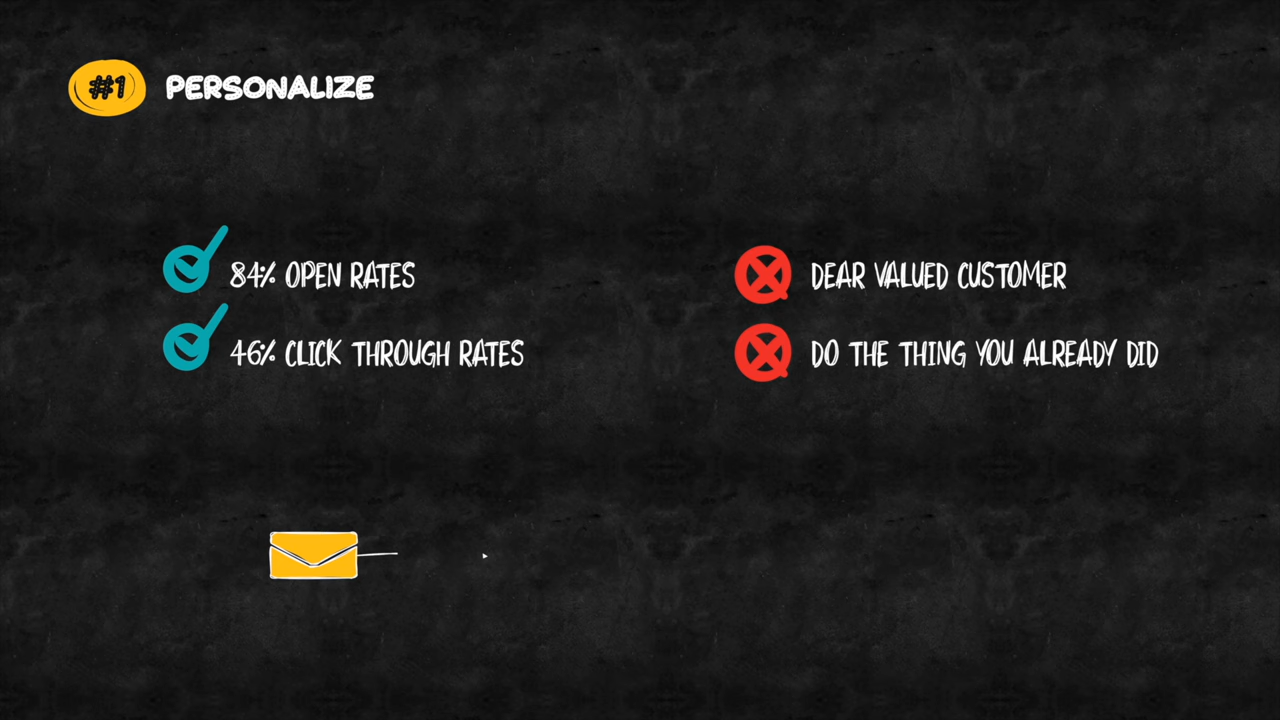 #1 PERSONALIZE
84% OPEN RATES
46% CLICK THROUGH RATES
DEAR VALUED CUSTOMER
DO THE THING YOU ALREADY DID